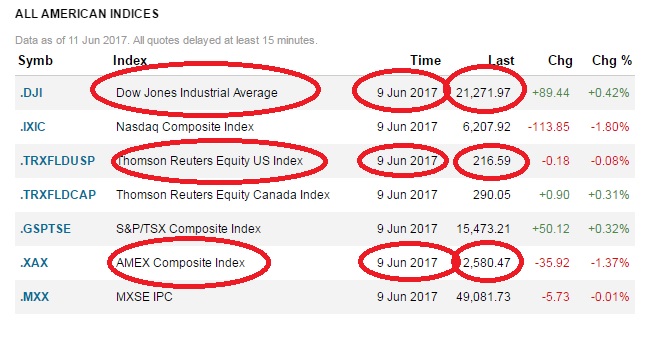 ALL AMERICAN INDICES
Data as of 11 Jun 2017. All quotes delayed at least 15 minutes.
Symb Index Time Last Chg Chg %
.DJI Dow Jones Industrial Average 9 Jun 2017 21,271.97 +89.44 +0.42%
.IXIC Nasdaq Composite Index 9 Jun 2017 6,207.92 -113.85 -1.80%
.TRXFLDUSP Thomson Reuters Equity US Index 9 Jun 2017 216.59 -0.18 -0.08%
.TRXFLDCAP Thomson Reuters Equity Canada Index 9 Jun 2017 290.05 +0.90 +0.31%
.GSPTSE S&P/TSX Composite Index 9 Jun 2017 15,473.21 +50.12 +0.32%
.XAX AMEX Composite Index 9 Jun 2017 2,580.47 -35.92 -1.37%
.MXX MXSE IPC 9 Jun 2017 49,081.73 -5.73 -0.01%